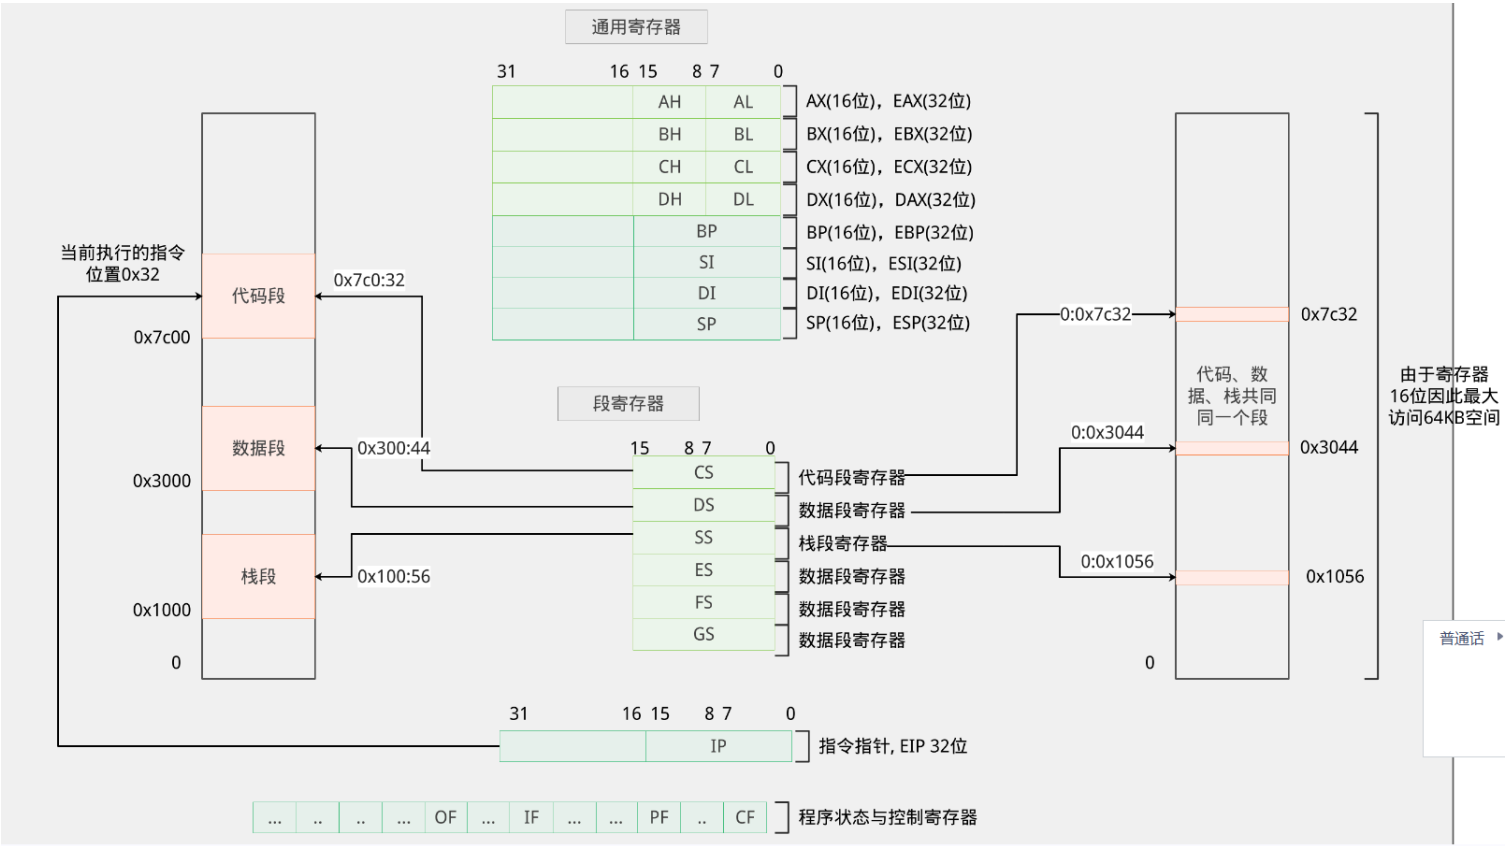 通用寄存器
31 16 15 8 7 0
AH AL AX(16位)，EAX(32位)
BH BL BX(16位)，EBX(32位)
CH CL CX(16位)，ECX(32位)
DH DL DX(16位)，DAX(32位)
BP BP(16位)，EBP(32位)
SI SI(16位)，ESI(32位)
DI DI(16位)，EDI(32位)
SP SP(16位)，ESP(32位)
当前执行的指令
位置0x32
代码段
0x7c0:32
0x7c00
数据段
0x300:44
0x3000
栈段
0x100:56
0x1000
0
段寄存器
15 8 7 0
CS 代码段寄存器
DS 数据段寄存器
SS 栈段寄存器
ES 数据段寄存器
FS 数据段寄存器
GS 数据段寄存器
0:0x7c32
0x7c32
代码、数
据、栈共同
同一个段
0:0x3044
0x3044
0:0x1056
0x1056
0
由于寄存器
16位因此最大
访问64KB空间
普通话
31 16 15 8 7 0
IP 指令指针, EIP 32位
... .. .. ... OF ... IF ... ... PF .. CF 程序状态与控制寄存器